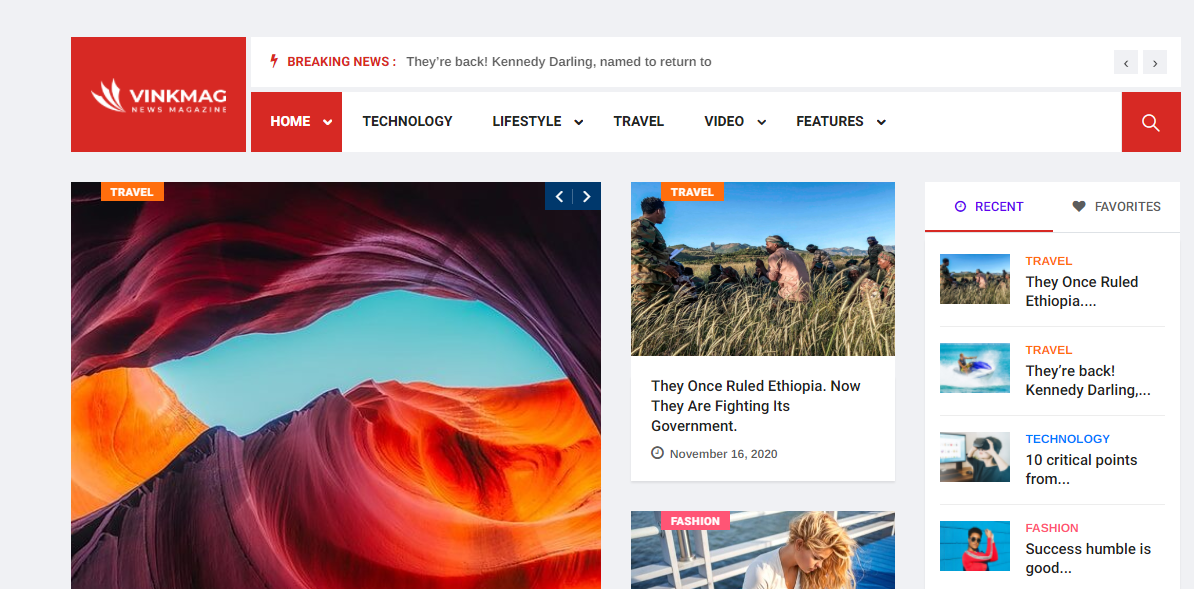 VINKMAG
NEWS MAGAZINE
BREAKING NEWS : They’re back! Kennedy Darling, named to return to
HOME TECHNOLOGY LIFESTYLE TRAVEL VIDEO FEATURES
TRAVEL
TRAVEL
They Once Ruled Ethiopia. Now
They Are Fighting Its
Government.
November 16, 2020
FASHION
RECENT FAVORITES
TRAVEL
They Once Ruled
Ethiopia....
TRAVEL
They’re back!
Kennedy Darling,...
TECHNOLOGY
10 critical points
from...
FASHION
Success humble is
good...